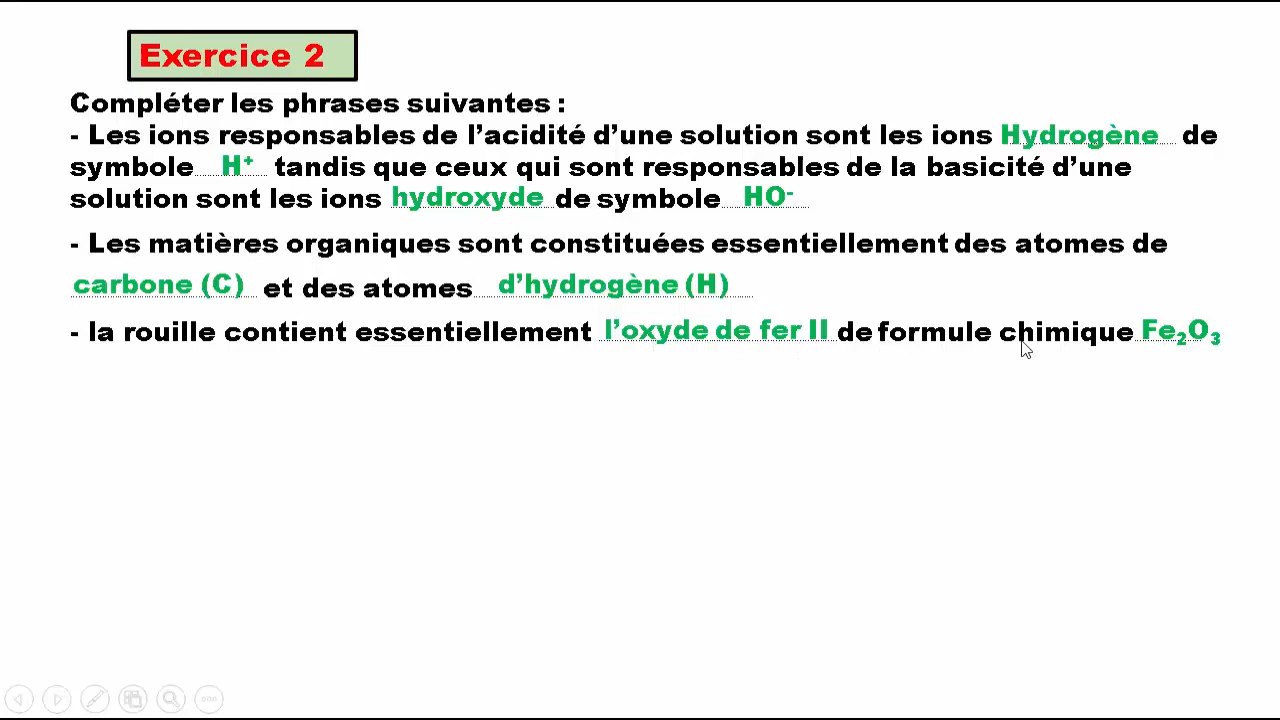 Exercice 2
Compléter les phrases suivantes :
- Les ions responsables de l’acidité d’une solution sont les ions Hydrogène de
symbole H⁺ tandis que ceux qui sont responsables de la basicité d’une
solution sont les ions hydroxyde de symbole HO⁻
- Les matières organiques sont constituées essentiellement des atomes de
carbone (C) et des atomes d’hydrogène (H)
- la rouille contient essentiellement l’oxyde de fer II de formule chimique Fe₂O₃